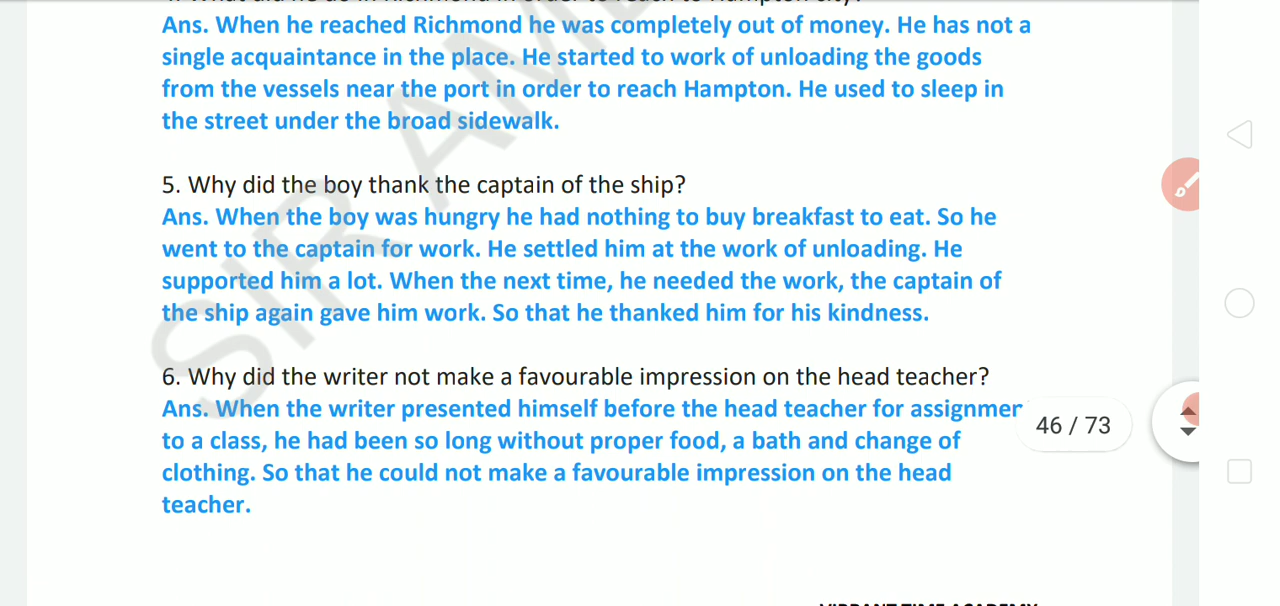 Ans. When he reached Richmond he was completely out of money. He has not a
single acquaintance in the place. He started to work of unloading the goods
from the vessels near the port in order to reach Hampton. He used to sleep in
the street under the broad sidewalk.
5. Why did the boy thank the captain of the ship?
Ans. When the boy was hungry he had nothing to buy breakfast to eat. So he
went to the captain for work. He settled him at the work of unloading. He
supported him a lot. When the next time, he needed the work, the captain of
the ship again gave him work. So that he thanked him for his kindness.
6. Why did the writer not make a favourable impression on the head teacher?
Ans. When the writer presented himself before the head teacher for assignmen
to a class, he had been so long without proper food, a bath and change of
clothing. So that he could not make a favourable impression on the head
teacher.
46 / 73
SIR